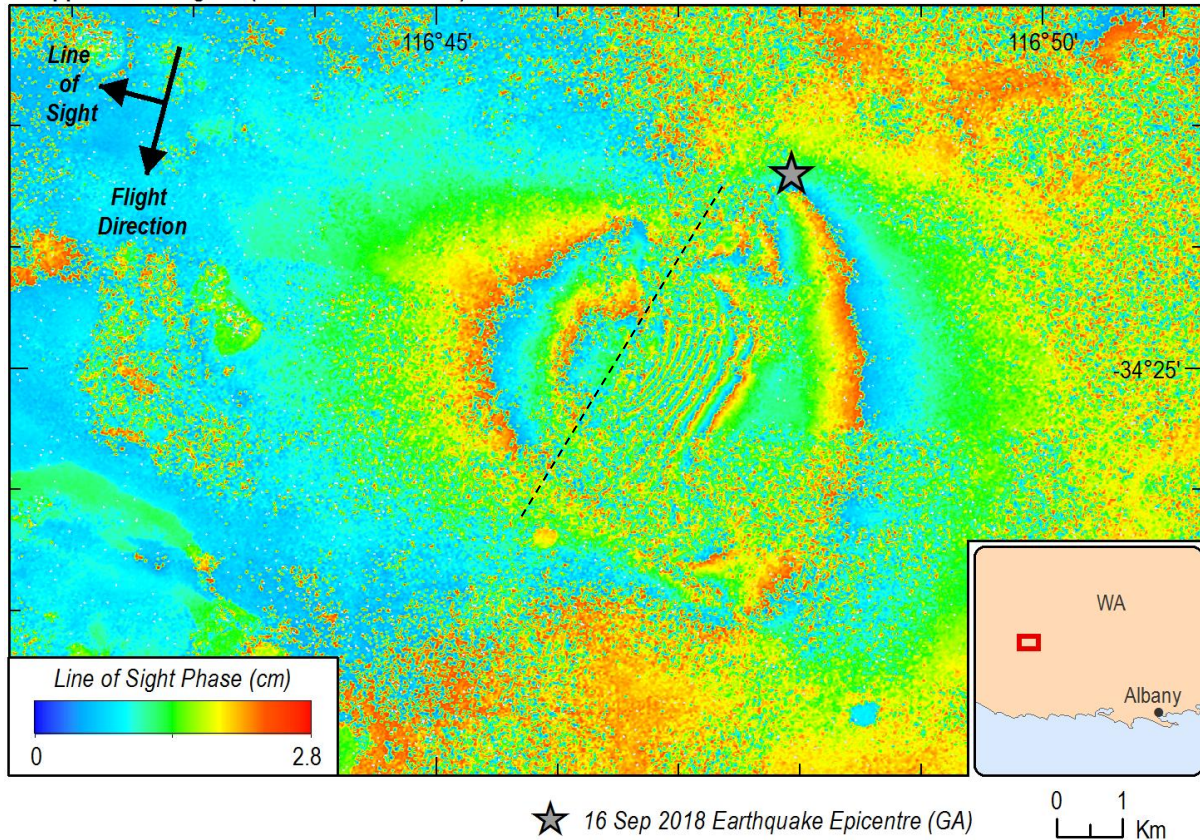 116°45'
116°50'
Line
of
Sight
Flight
Direction
-34°25'
WA
Albany
Line of Sight Phase (cm)
0
2.8
16 Sep 2018 Earthquake Epicentre (GA)
0
1
Km